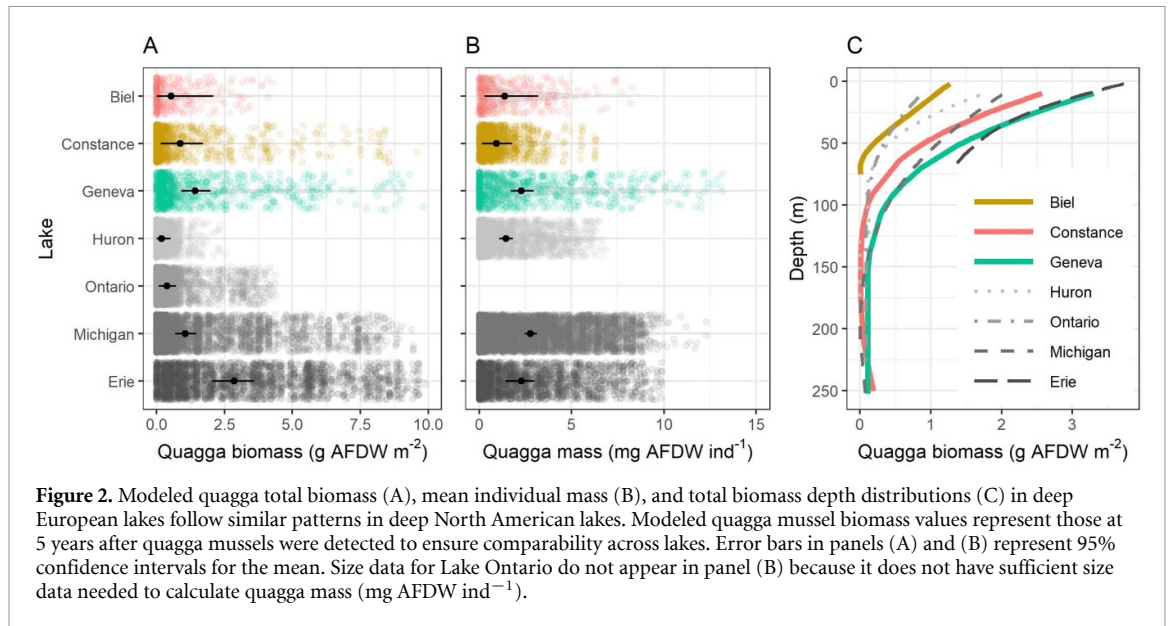 A
B
C
Biel
Constance
Geneva
Huron
Ontario
Michigan
Erie
Lake
0.0 2.5 5.0 7.5 10.0
Quagga biomass (g AFDW m⁻²)
0 5 10 15
Quagga mass (mg AFDW ind⁻¹)
0
50
100
150
200
250
Depth (m)
Biel
Constance
Geneva
Huron
Ontario
Michigan
Erie
0 1 2 3
Quagga biomass (g AFDW m⁻²)
Figure 2. Modeled quagga total biomass (A), mean individual mass (B), and total biomass depth distributions (C) in deep
European lakes follow similar patterns in deep North American lakes. Modeled quagga mussel biomass values represent those at
5 years after quagga mussels were detected to ensure comparability across lakes. Error bars in panels (A) and (B) represent 95%
confidence intervals for the mean. Size data for Lake Ontario do not appear in panel (B) because it does not have sufficient size
data needed to calculate quagga mass (mg AFDW ind⁻¹).